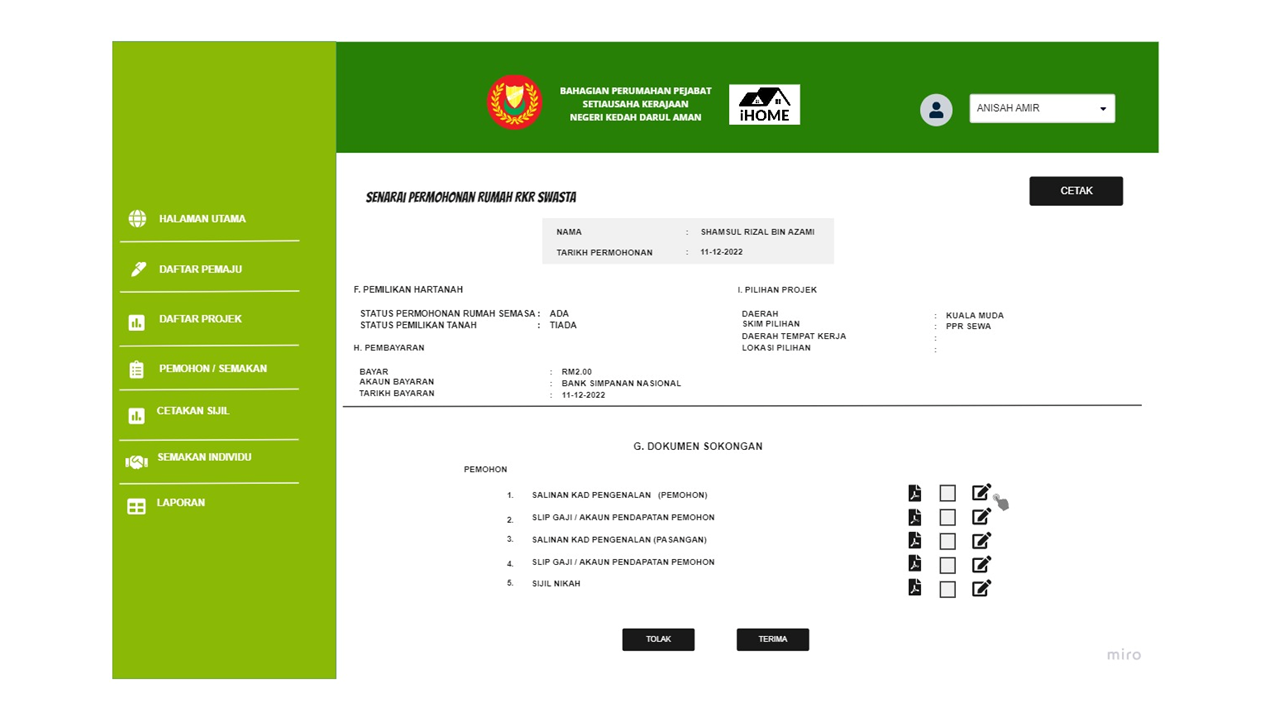 BAHAGIAN PERUMAHAN PEJABAT
SETIAUSAHA KERAJAAN
NEGERI KEDAH DARUL AMAN
iHOME
ANISAH AMIR
HALAMAN UTAMA
DAFTAR PEMAJU
DAFTAR PROJEK
PEMOHON / SEMAKAN
CETAKAN SIJIL
SEMAKAN INDIVIDU
LAPORAN
SENARAI PERMOHONAN RUMAH RKR SWASTA
CETAK
NAMA : SHAMSUL RIZAL BIN AZAMI
TARIKH PERMOHONAN : 11-12-2022
F. PEMILIKAN HARTANAH
STATUS PERMOHONAN RUMAH SEMASA : ADA
STATUS PEMILIKAN TANAH : TIADA
H. PEMBAYARAN
BAYAR : RM2.00
AKAUN BAYARAN : BANK SIMPANAN NASIONAL
TARIKH BAYARAN : 11-12-2022
I. PILIHAN PROJEK
DAERAH : KUALA MUDA
SKIM PILIHAN : PPR SEWA
DAERAH TEMPAT KERJA :
LOKASI PILIHAN :
G. DOKUMEN SOKONGAN
PEMOHON
1. SALINAN KAD PENGENALAN (PEMOHON)
2. SLIP GAJI / AKAUN PENDAPATAN PEMOHON
3. SALINAN KAD PENGENALAN (PASANGAN)
4. SLIP GAJI / AKAUN PENDAPATAN PEMOHON
5. SIJIL NIKAH
TOLAK
TERIMA
miro